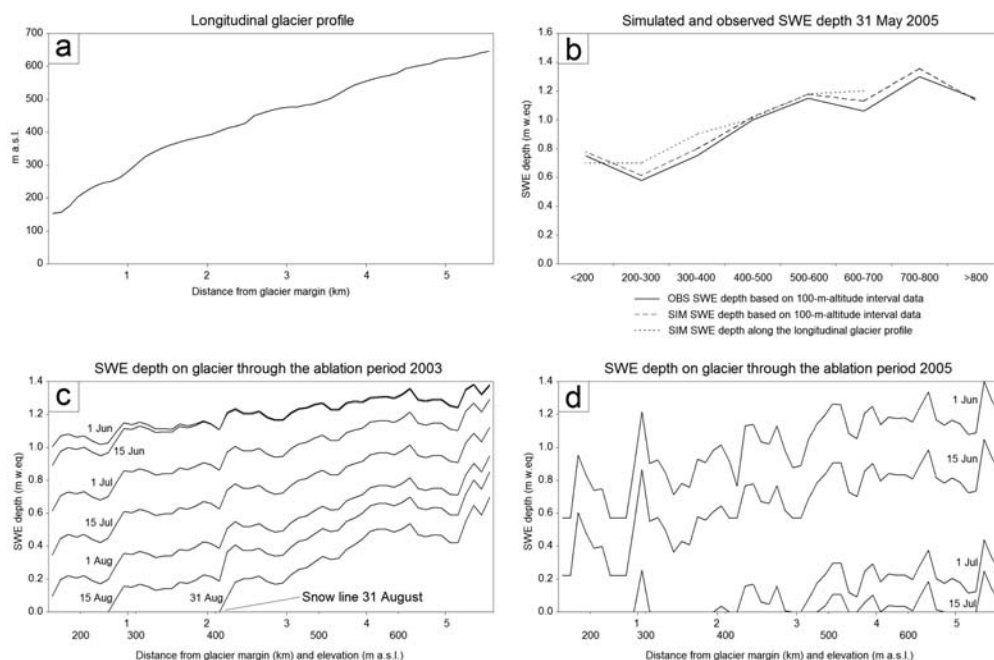 Longitudinal glacier profile
a
700
600
500
400
300
200
100
0
m a.s.l.
1 2 3 4 5
Distance from glacier margin (km)
Simulated and observed SWE depth 31 May 2005
b
1.6
1.4
1.2
1.0
0.8
0.6
0.4
0.2
0.0
SWE depth (m w.eq)
<200 200-300 300-400 400-500 500-600 600-700 700-800 >800
OBS SWE depth based on 100-m-altitude interval data
SIM SWE depth based on 100-m-altitude interval data
SIM SWE depth along the longitudinal glacier profile
SWE depth on glacier through the ablation period 2003
c
1.4
1.2
1.0
0.8
0.6
0.4
0.2
0.0
SWE depth (m w.eq)
1 Jun
15 Jun
1 Jul
15 Jul
1 Aug
15 Aug
31 Aug
Snow line 31 August
1 2 3 4 5
200 300 400 500 600
Distance from glacier margin (km) and elevation (m a.s.l.)
SWE depth on glacier through the ablation period 2005
d
1.4
1.2
1.0
0.8
0.6
0.4
0.2
0.0
SWE depth (m w.eq)
1 Jun
15 Jun
1 Jul
15 Jul
1 2 3 4 5
200 300 400 500 600
Distance from glacier margin (km) and elevation (m a.s.l.)